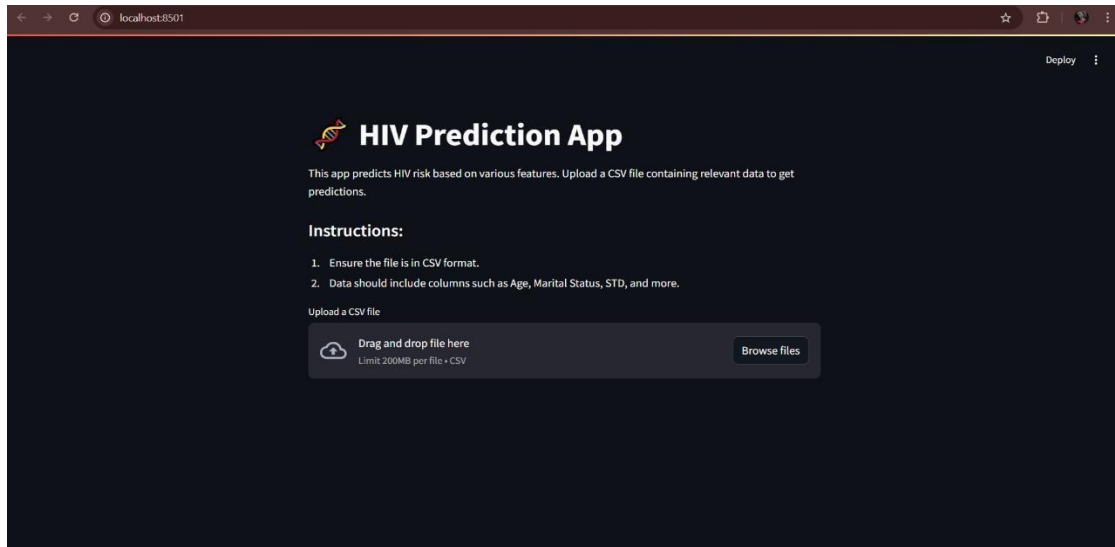 localhost:8501
Deploy
HIV Prediction App
This app predicts HIV risk based on various features. Upload a CSV file containing relevant data to get
predictions.
Instructions:
1. Ensure the file is in CSV format.
2. Data should include columns such as Age, Marital Status, STD, and more.
Upload a CSV file
Drag and drop file here
Limit 200MB per file • CSV
Browse files